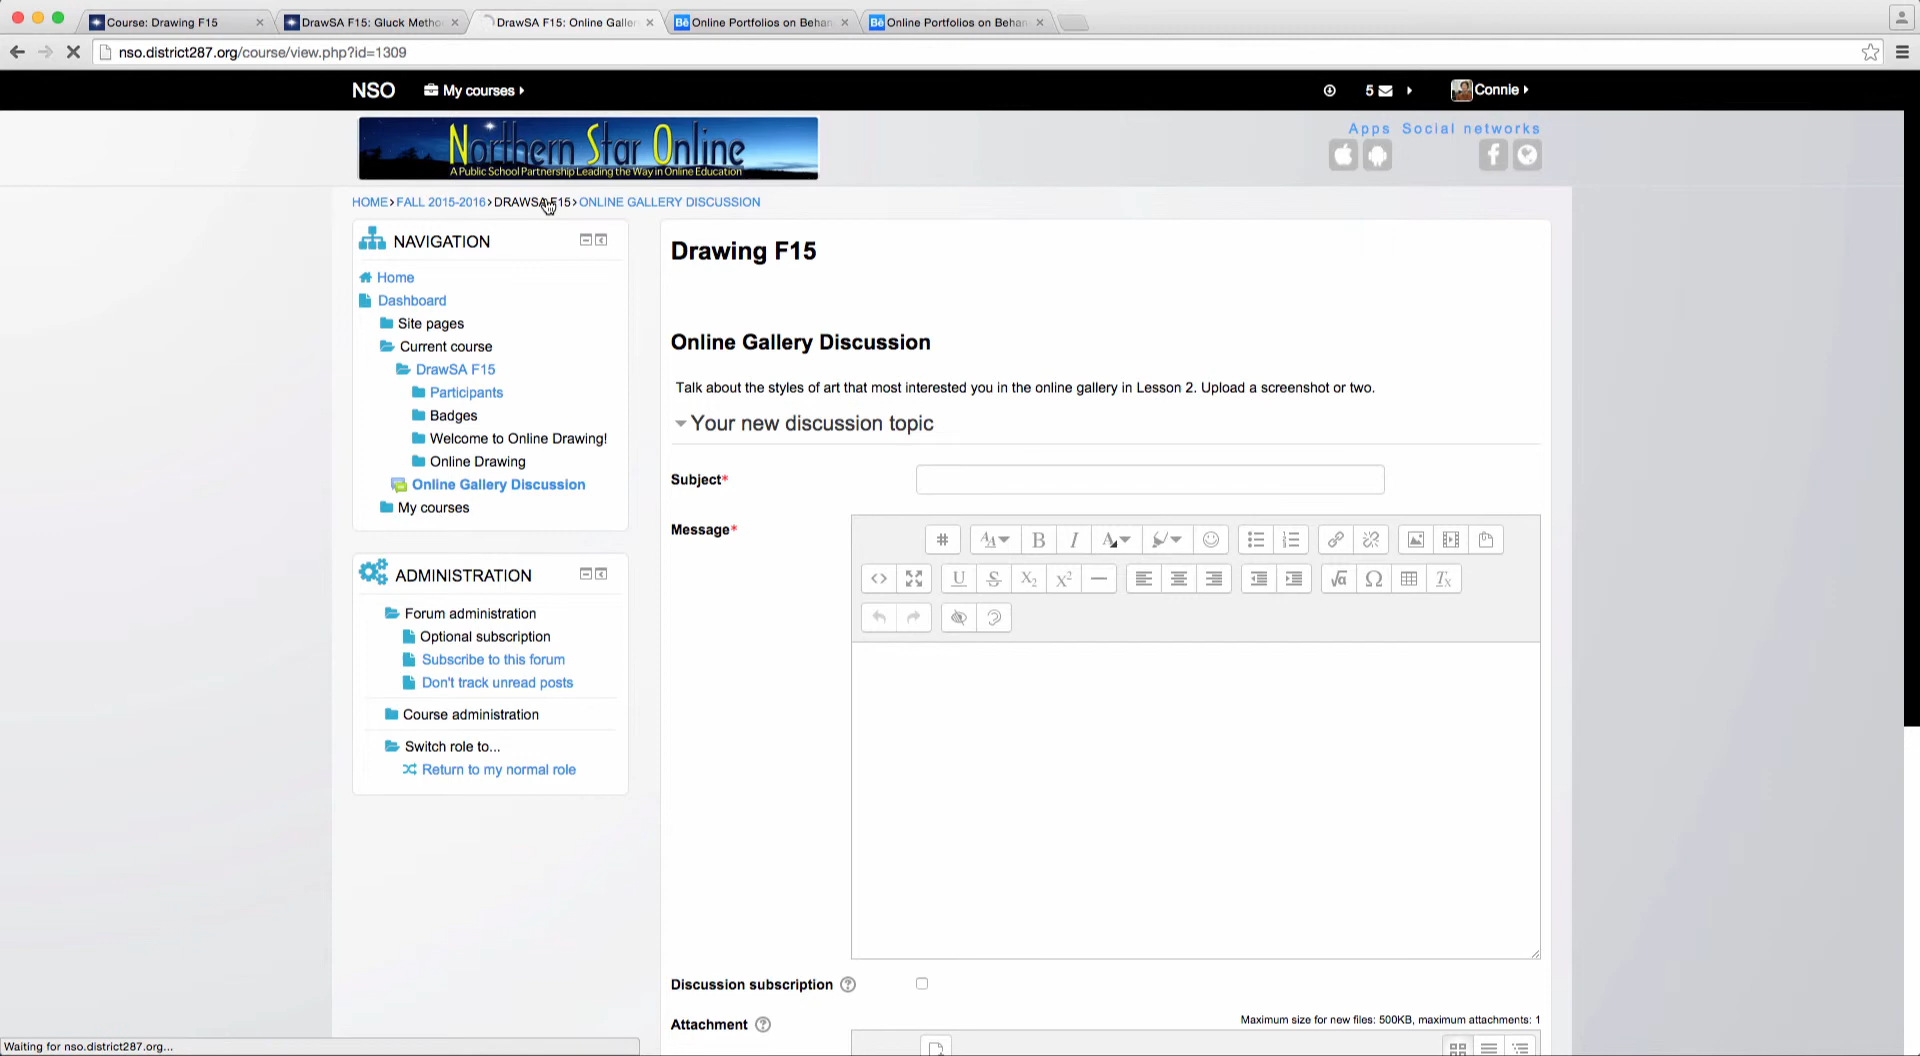 Course: Drawing F15
DrawSA F15: Gluck Metho
DrawSA F15: Online Galler
Online Portfolios on Behan
Online Portfolios on Behan
nso.district287.org/course/view.php?id=1309
NSO
My courses
5
Connie
Northern Star Online
A Public School Partnership Leading the Way in Online Education
Apps Social networks
HOME > FALL 2015-2016 > DRAWSA F15 > ONLINE GALLERY DISCUSSION
NAVIGATION
Home
Dashboard
Site pages
Current course
DrawSA F15
Participants
Badges
Welcome to Online Drawing!
Online Drawing
Online Gallery Discussion
My courses
ADMINISTRATION
Forum administration
Optional subscription
Subscribe to this forum
Don't track unread posts
Course administration
Switch role to...
Return to my normal role
Drawing F15
Online Gallery Discussion
Talk about the styles of art that most interested you in the online gallery in Lesson 2. Upload a screenshot or two.
Your new discussion topic
Subject*
Message*
Discussion subscription
Attachment
Maximum size for new files: 500KB, maximum attachments: 1
Waiting for nso.district287.org...